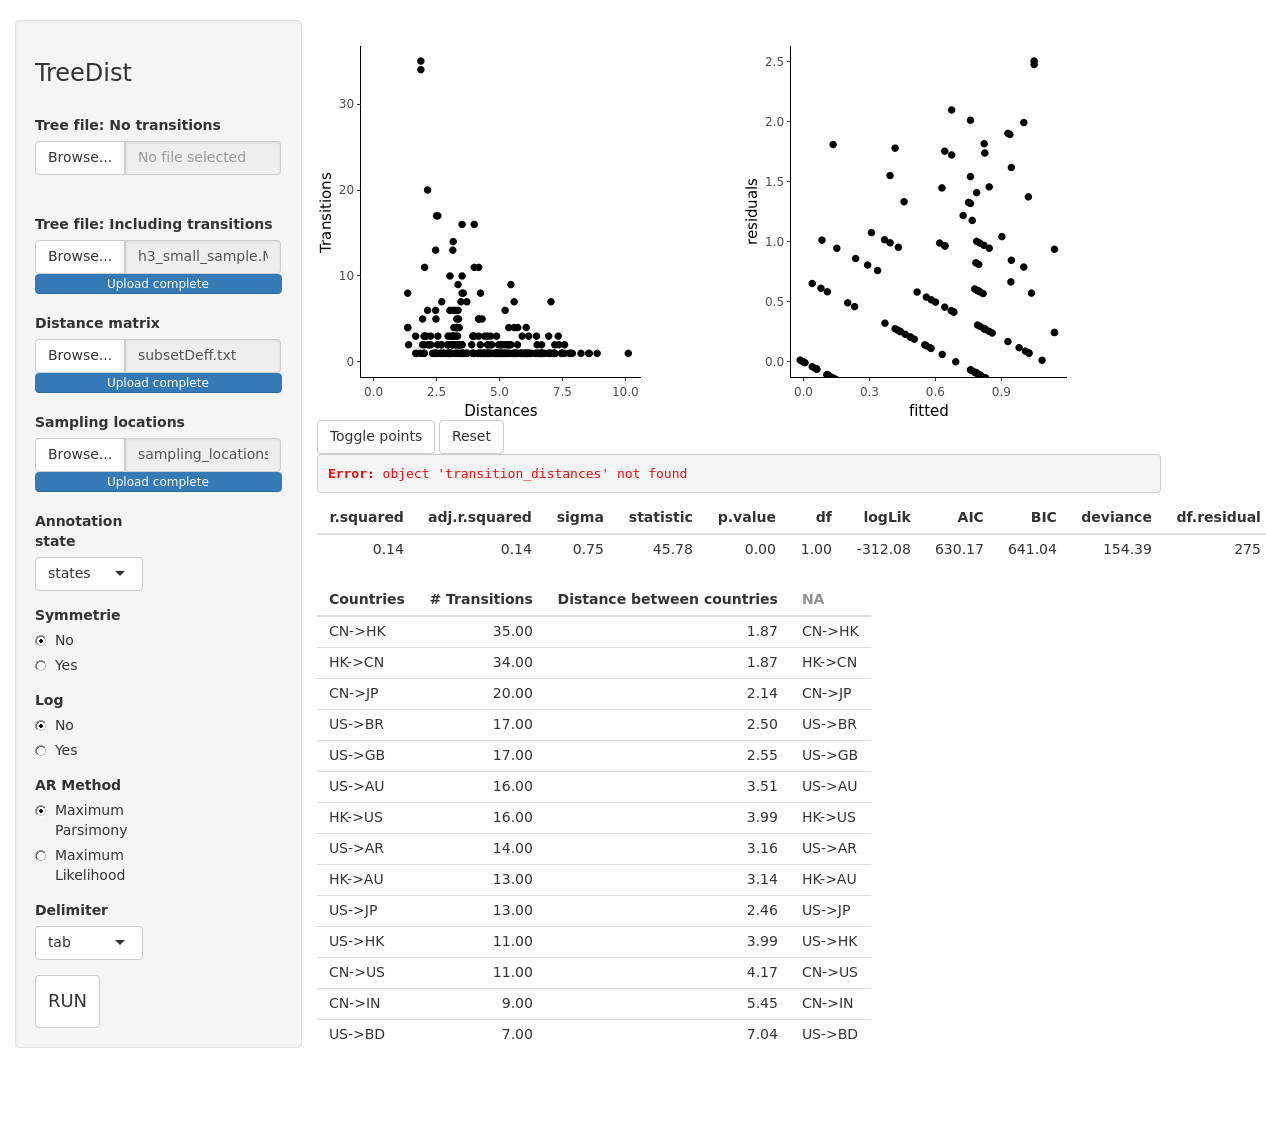 TreeDist
Tree file: No transitions
Browse... No file selected
Tree file: Including transitions
Browse... h3_small_sample.
Upload complete
Distance matrix
Browse... subsetDeff.txt
Upload complete
Sampling locations
Browse... sampling_locations
Upload complete
Annotation
state
states
Symmetrie
No
Yes
Log
No
Yes
AR Method
Maximum
Parsimony
Maximum
Likelihood
Delimiter
tab
RUN
Transitions
30
20
10
0
0.0 2.5 5.0 7.5 10.0
Distances
residuals
2.5
2.0
1.5
1.0
0.5
0.0
0.0 0.3 0.6 0.9
fitted
Toggle points Reset
Error: object 'transition_distances' not found
r.squared adj.r.squared sigma statistic p.value df logLik AIC BIC deviance df.residual
0.14 0.14 0.75 45.78 0.00 1.00 -312.08 630.17 641.04 154.39 275
Countries # Transitions Distance between countries NA
CN->HK 35.00 1.87 CN->HK
HK->CN 34.00 1.87 HK->CN
CN->JP 20.00 2.14 CN->JP
US->BR 17.00 2.50 US->BR
US->GB 17.00 2.55 US->GB
US->AU 16.00 3.51 US->AU
HK->US 16.00 3.99 HK->US
US->AR 14.00 3.16 US->AR
HK->AU 13.00 3.14 HK->AU
US->JP 13.00 2.46 US->JP
US->HK 11.00 3.99 US->HK
CN->US 11.00 4.17 CN->US
CN->IN 9.00 5.45 CN->IN
US->BD 7.00 7.04 US->BD